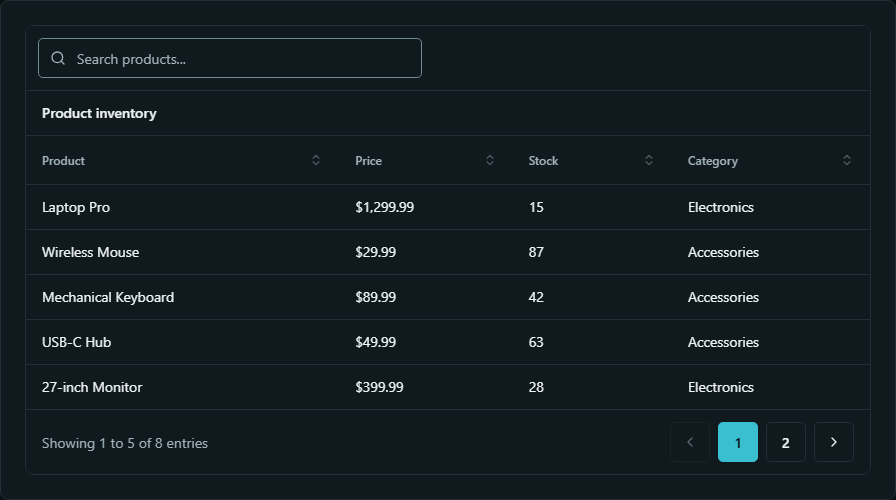 Search products...
Product inventory
Product Price Stock Category
Laptop Pro $1,299.99 15 Electronics
Wireless Mouse $29.99 87 Accessories
Mechanical Keyboard $89.99 42 Accessories
USB-C Hub $49.99 63 Accessories
27-inch Monitor $399.99 28 Electronics
Showing 1 to 5 of 8 entries 1 2